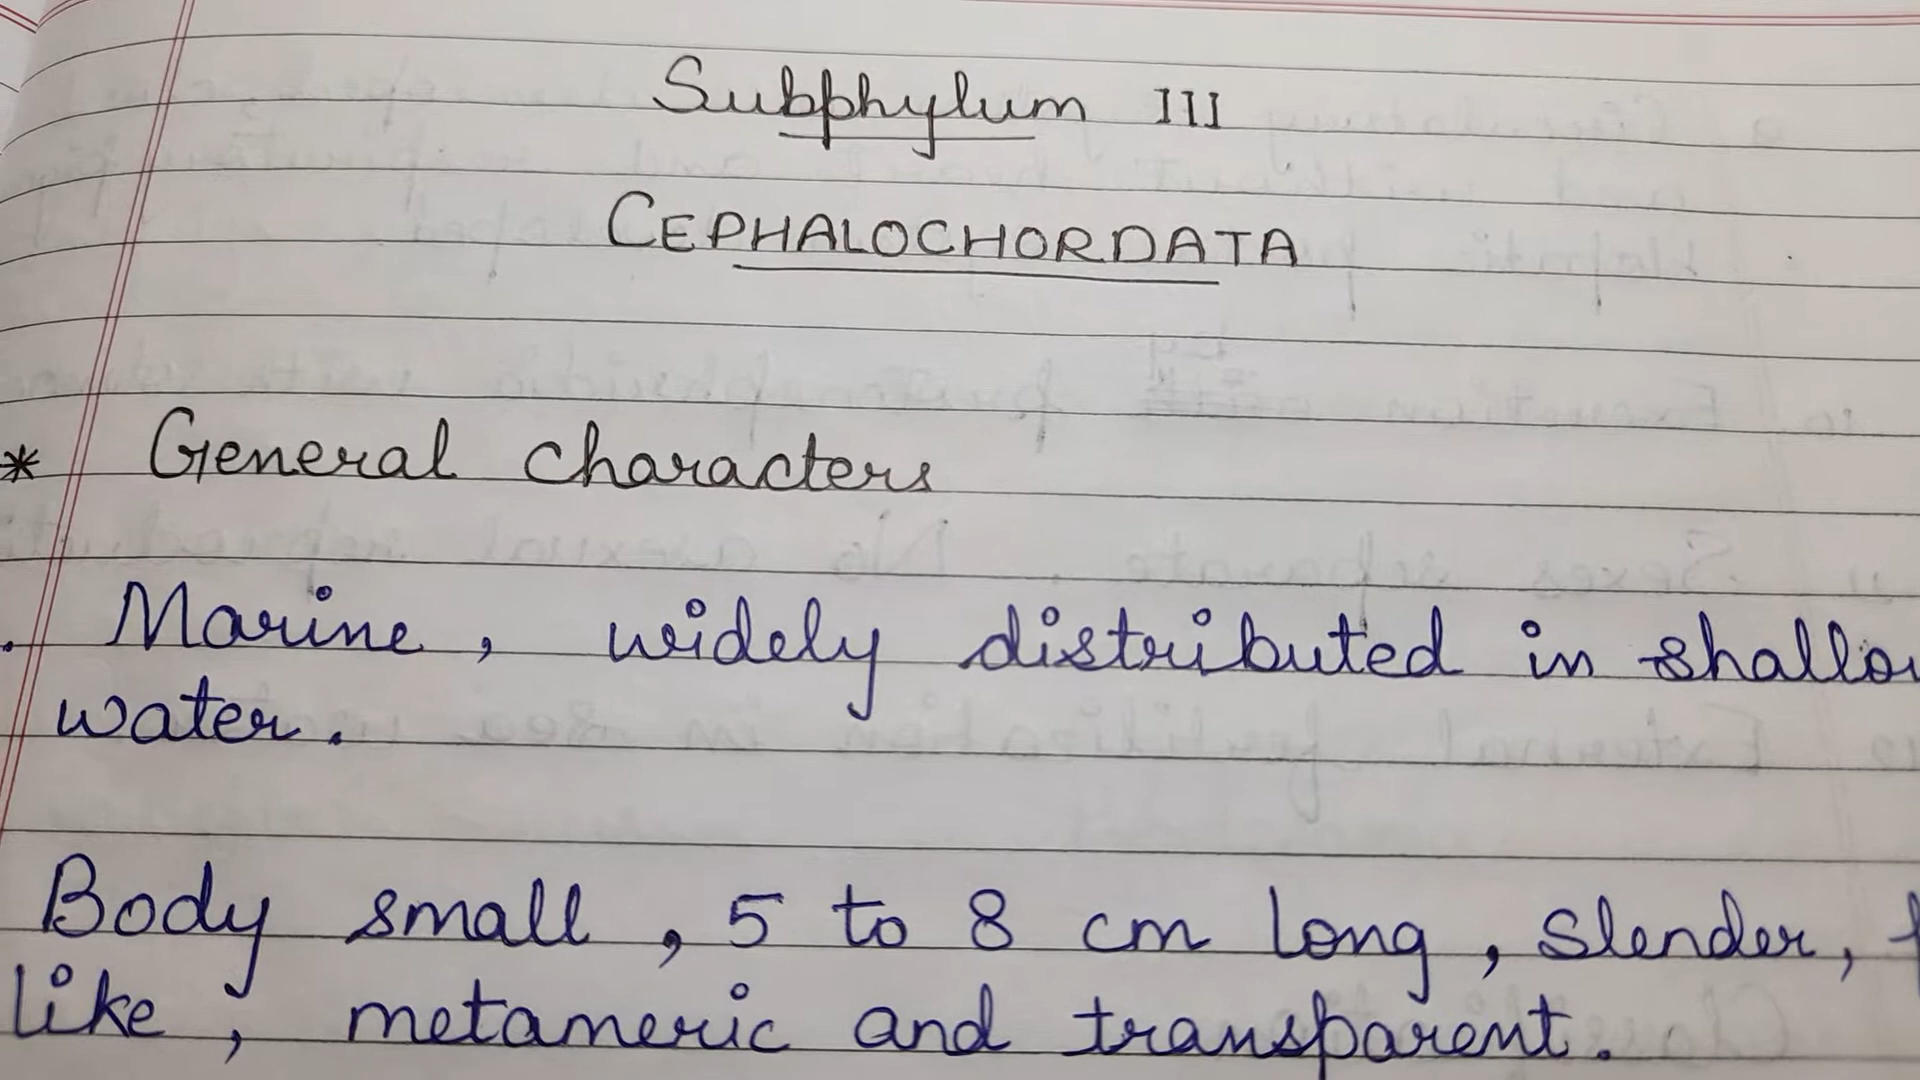 Subphylum III
CEPHALOCHORDATA
* General characters
. Marine, widely distributed in shallo
water.
Body small, 5 to 8 cm long, slender, f
like, metameric and transparent.